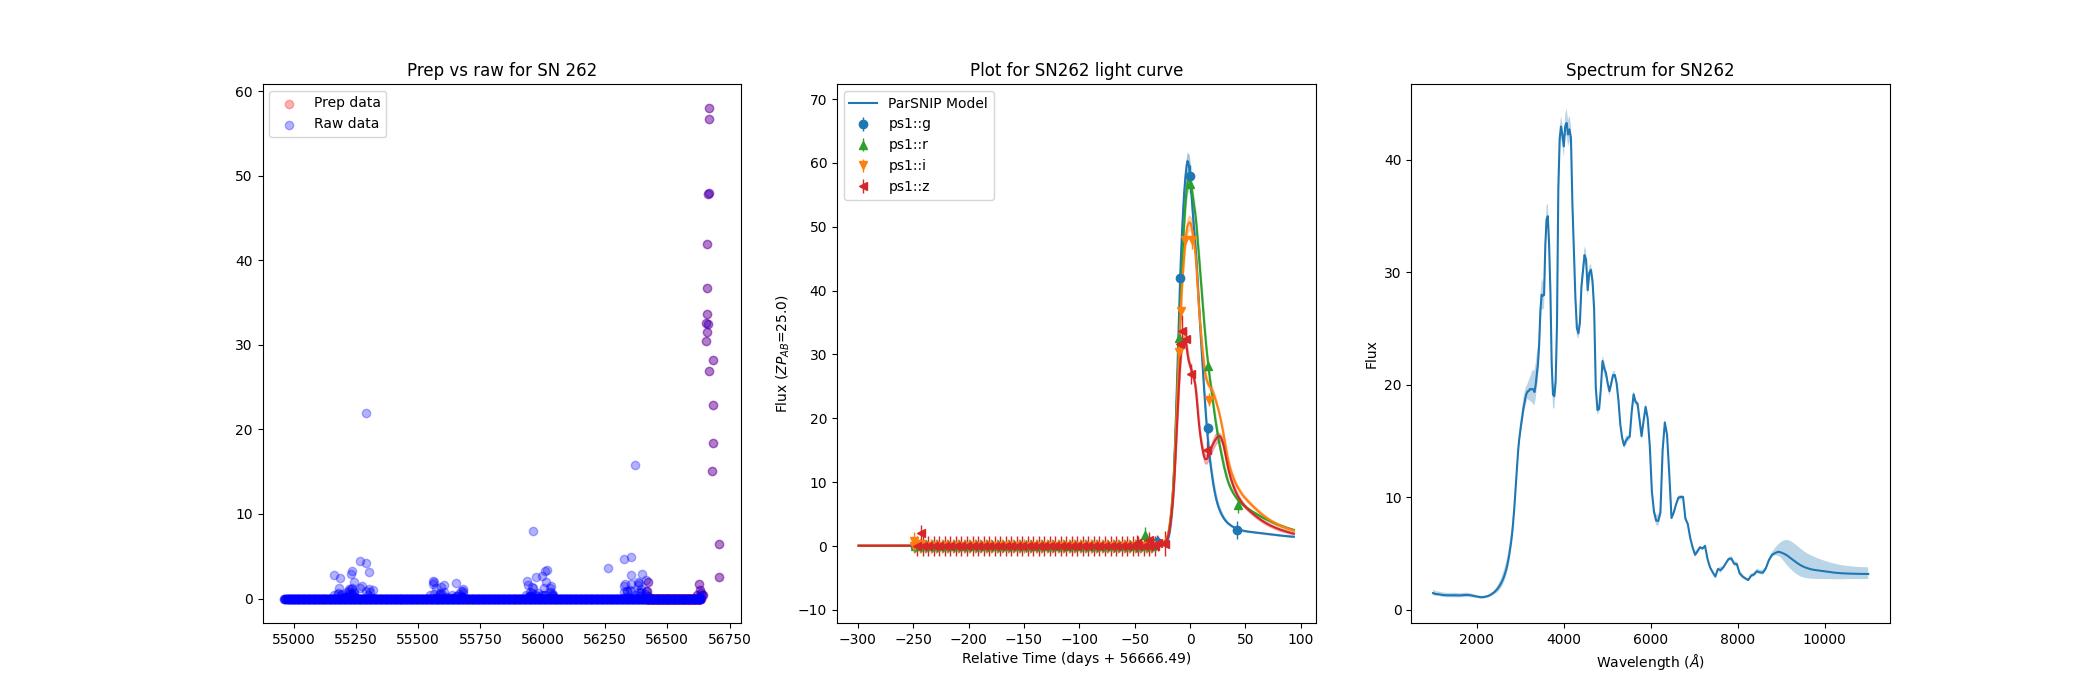 Prep vs raw for SN 262
60
50
40
30
20
10
0
55000 55250 55500 55750 56000 56250 56500 56750
Prep data
Raw data
Plot for SN262 light curve
Flux (ZP_AB=25.0)
70
60
50
40
30
20
10
0
−10
−300 −250 −200 −150 −100 −50 0 50 100
Relative Time (days + 56666.49)
ParSNIP Model
ps1::g
ps1::r
ps1::i
ps1::z
Spectrum for SN262
Flux
40
30
20
10
0
2000 4000 6000 8000 10000
Wavelength (Å)